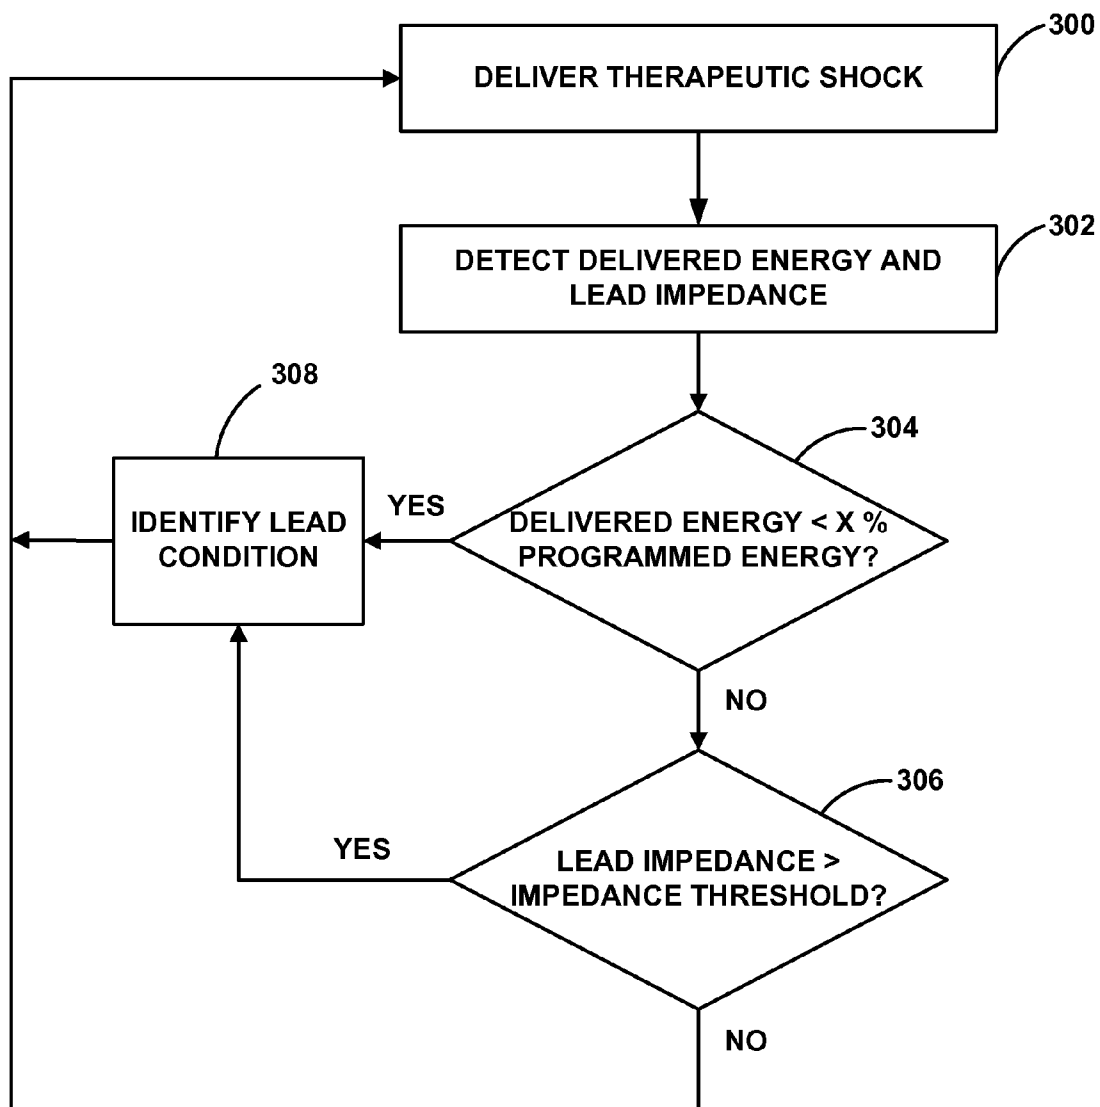 300
DELIVER THERAPEUTIC SHOCK
302
DETECT DELIVERED ENERGY AND
LEAD IMPEDANCE
308
304
IDENTIFY LEAD
CONDITION
YES
DELIVERED ENERGY < X %
PROGRAMMED ENERGY?
NO
306
YES
LEAD IMPEDANCE >
IMPEDANCE THRESHOLD?
NO